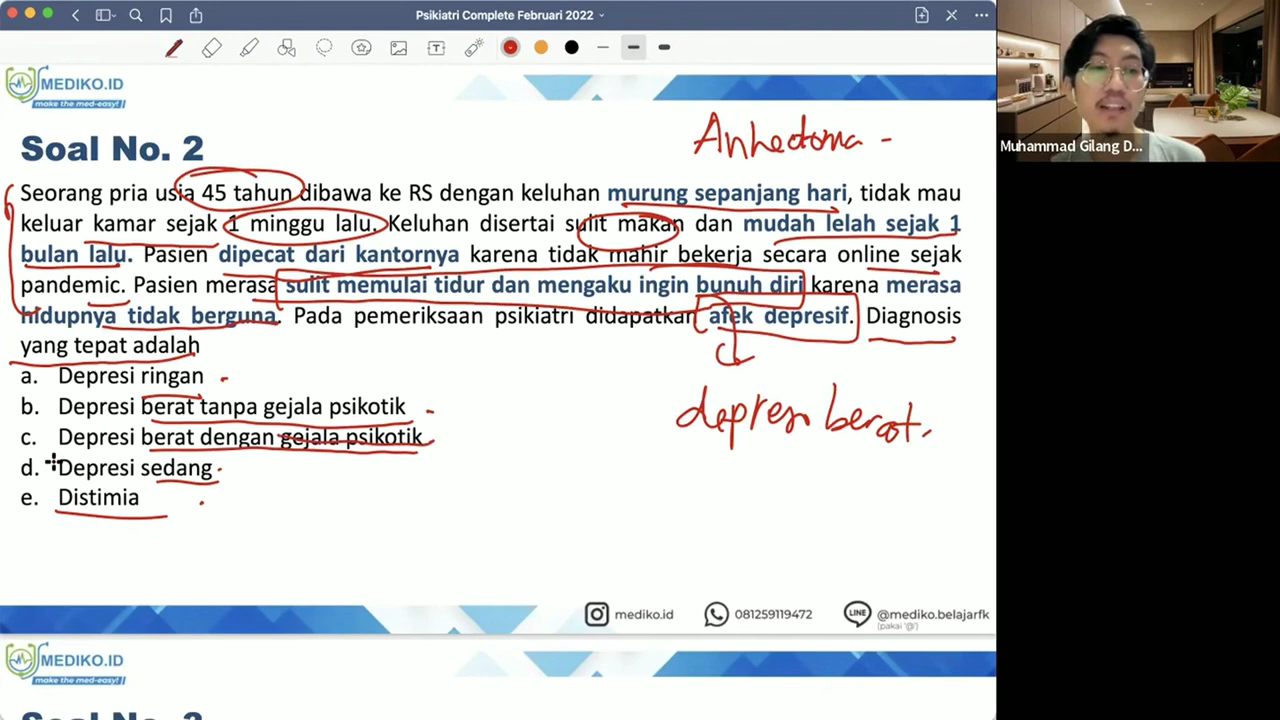 Psikiatri Complete Februari 2022
MEDIKO.ID
make the med-easy!
Anhedonia -
Soal No. 2
Seorang pria usia 45 tahun dibawa ke RS dengan keluhan murung sepanjang hari, tidak mau
keluar kamar sejak 1 minggu lalu. Keluhan disertai sulit makan dan mudah lelah sejak 1
bulan lalu. Pasien dipecat dari kantornya karena tidak mahir bekerja secara online sejak
pandemic. Pasien merasa sulit memulai tidur dan mengaku ingin bunuh diri karena merasa
hidupnya tidak berguna. Pada pemeriksaan psikiatri didapatkan afek depresif. Diagnosis
yang tepat adalah
a. Depresi ringan
b. Depresi berat tanpa gejala psikotik
c. Depresi berat dengan gejala psikotik
d. Depresi sedang
e. Distimia
depresi berat.
mediko.id
081259119472
LINE
@mediko.belajarfk
(pakai '@')
MEDIKO.ID
make the med-easy!
Muhammad Gilang D...